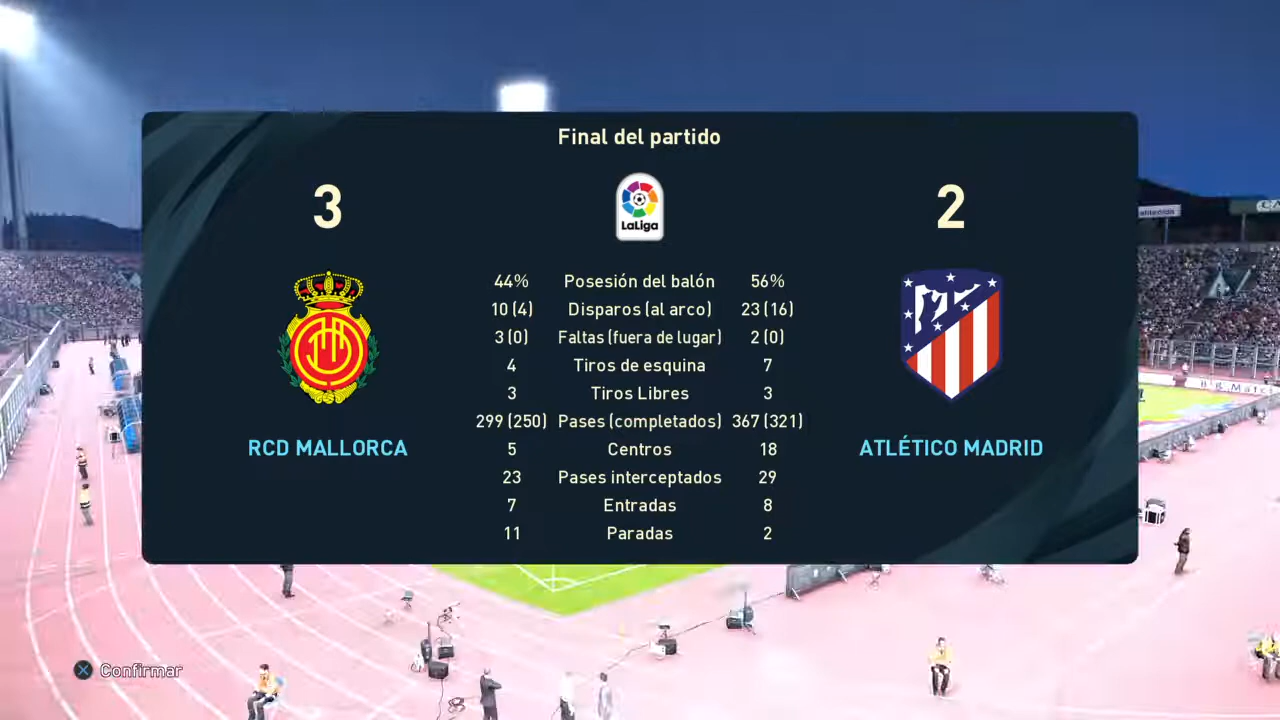 Final del partido
3 2
LaLiga
44% Posesión del balón 56%
10 (4) Disparos (al arco) 23 (16)
3 (0) Faltas (fuera de lugar) 2 (0)
4 Tiros de esquina 7
3 Tiros Libres 3
299 (250) Pases (completados) 367 (321)
5 Centros 18
23 Pases interceptados 29
7 Entradas 8
11 Paradas 2
RCD MALLORCA ATLÉTICO MADRID
Confirmar